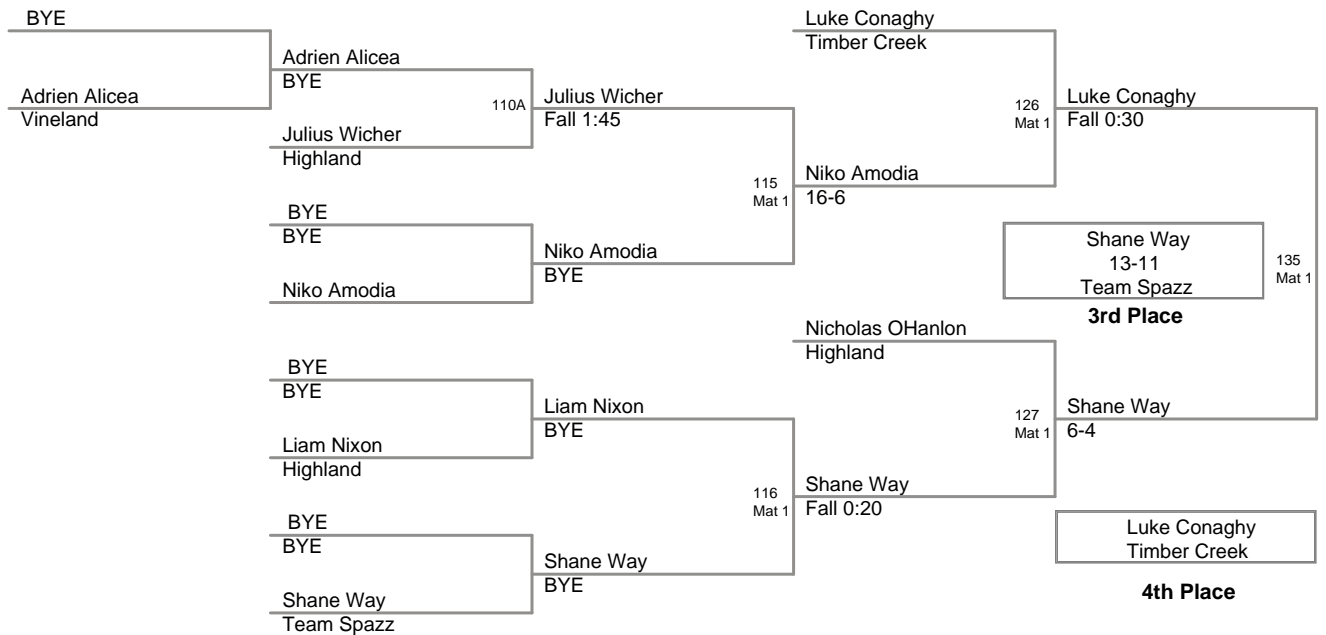 BYE
Adrien Alicea
Vineland
Adrien Alicea
BYE
Julius Wicher
Highland
BYE
BYE
Niko Amodia
BYE
BYE
Liam Nixon
Highland
BYE
BYE
Shane Way
Team Spazz
110A
Julius Wicher
Fall 1:45
Niko Amodia
BYE
Liam Nixon
BYE
Shane Way
BYE
115
Mat 1
116
Mat 1
Luke Conaghy
Timber Creek
Niko Amodia
16-6
Nicholas OHanlon
Highland
Shane Way
Fall 0:20
126
Mat 1
127
Mat 1
Luke Conaghy
Fall 0:30
Shane Way
6-4
135
Mat 1
Shane Way
13-11
Team Spazz
3rd Place
Luke Conaghy
Timber Creek
4th Place